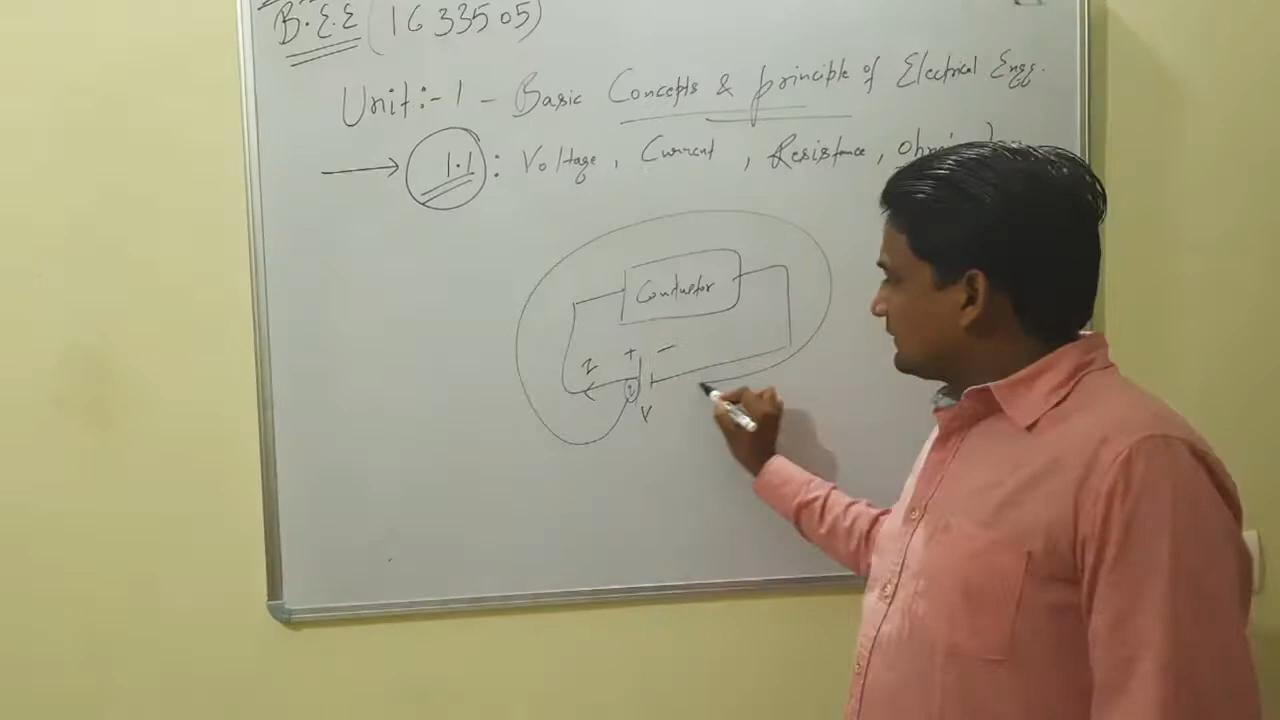 B.E.E (1633505)
Unit:-1 - Basic Concepts & principle of Electrical Engg.
1.1 : Voltage, Current, Resistance,
Conductor
+ -
I
V